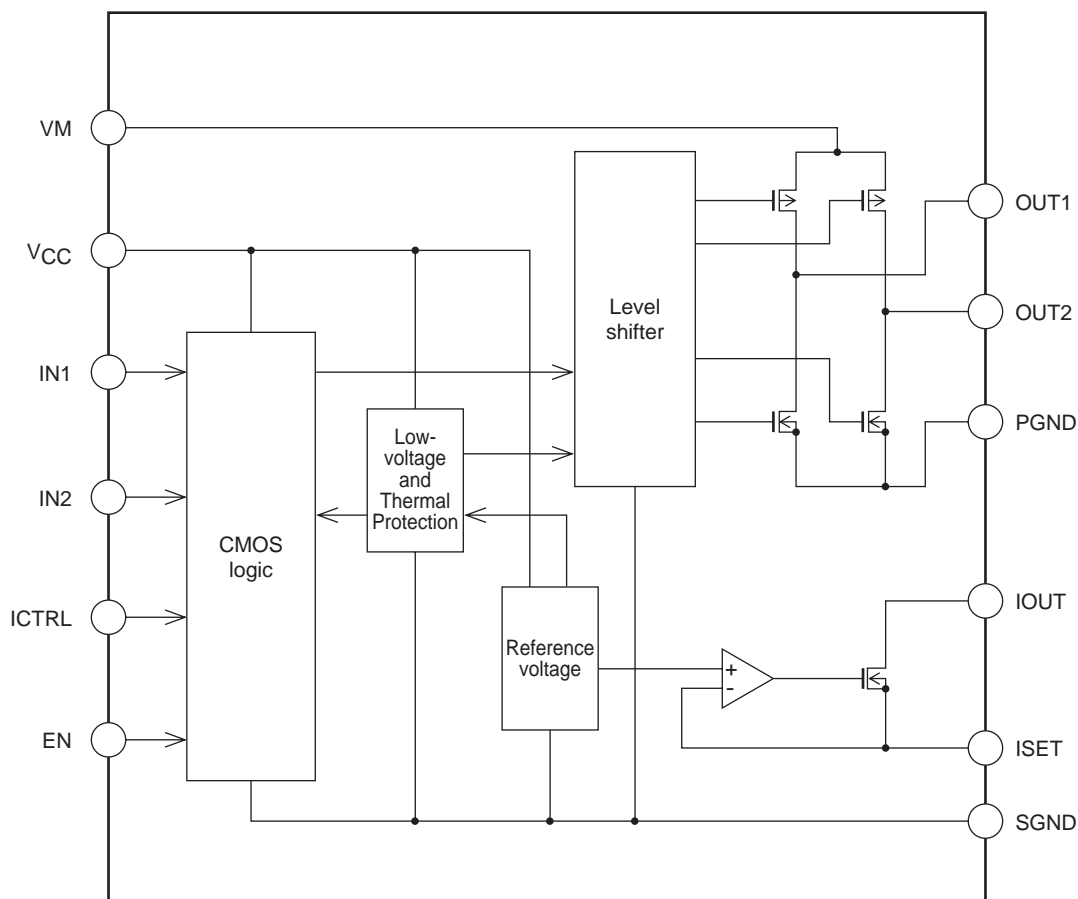 VM
VCC
IN1
IN2
ICTRL
EN
CMOS
logic
Low-
voltage
and
Thermal
Protection
Reference
voltage
Level
shifter
+
-
OUT1
OUT2
PGND
IOUT
ISET
SGND